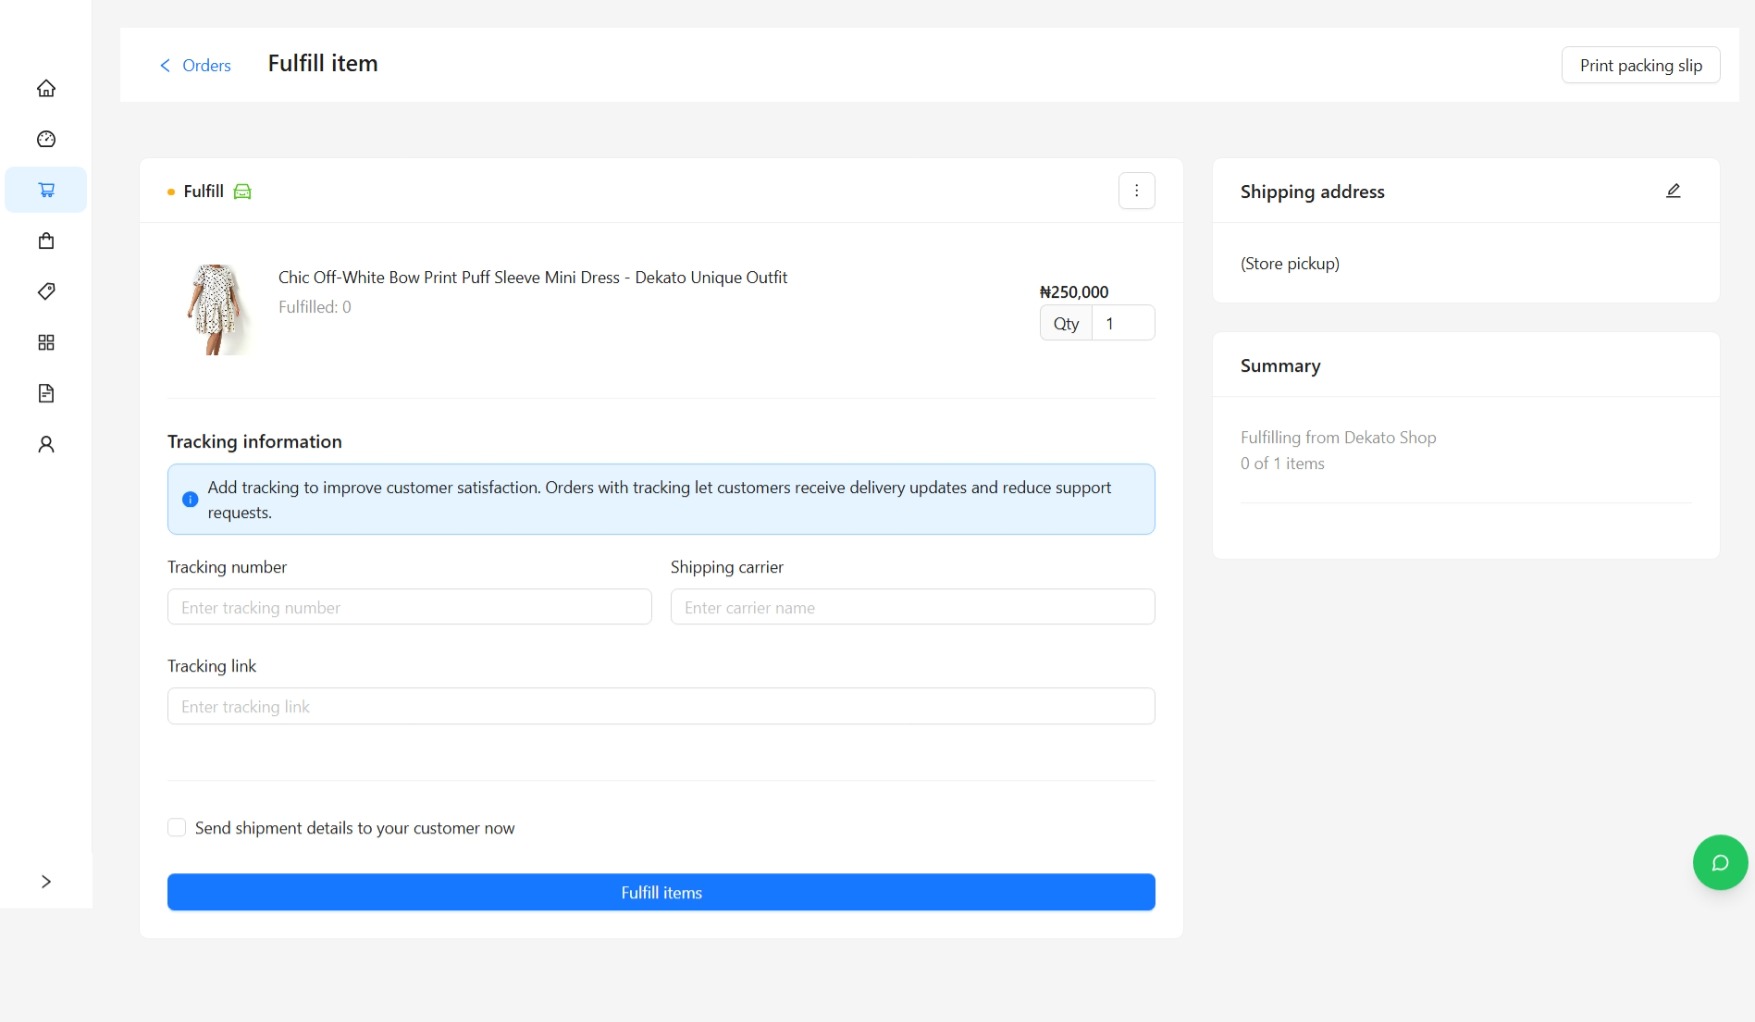 Orders
Fulfill item
Print packing slip
Fulfill
Chic Off-White Bow Print Puff Sleeve Mini Dress - Dekato Unique Outfit
Fulfilled: 0
₦250,000
Qty 1
Tracking information
Add tracking to improve customer satisfaction. Orders with tracking let customers receive delivery updates and reduce support
requests.
Tracking number
Shipping carrier
Enter tracking number
Enter carrier name
Tracking link
Enter tracking link
Send shipment details to your customer now
Fulfill items
Shipping address
(Store pickup)
Summary
Fulfilling from Dekato Shop
0 of 1 items